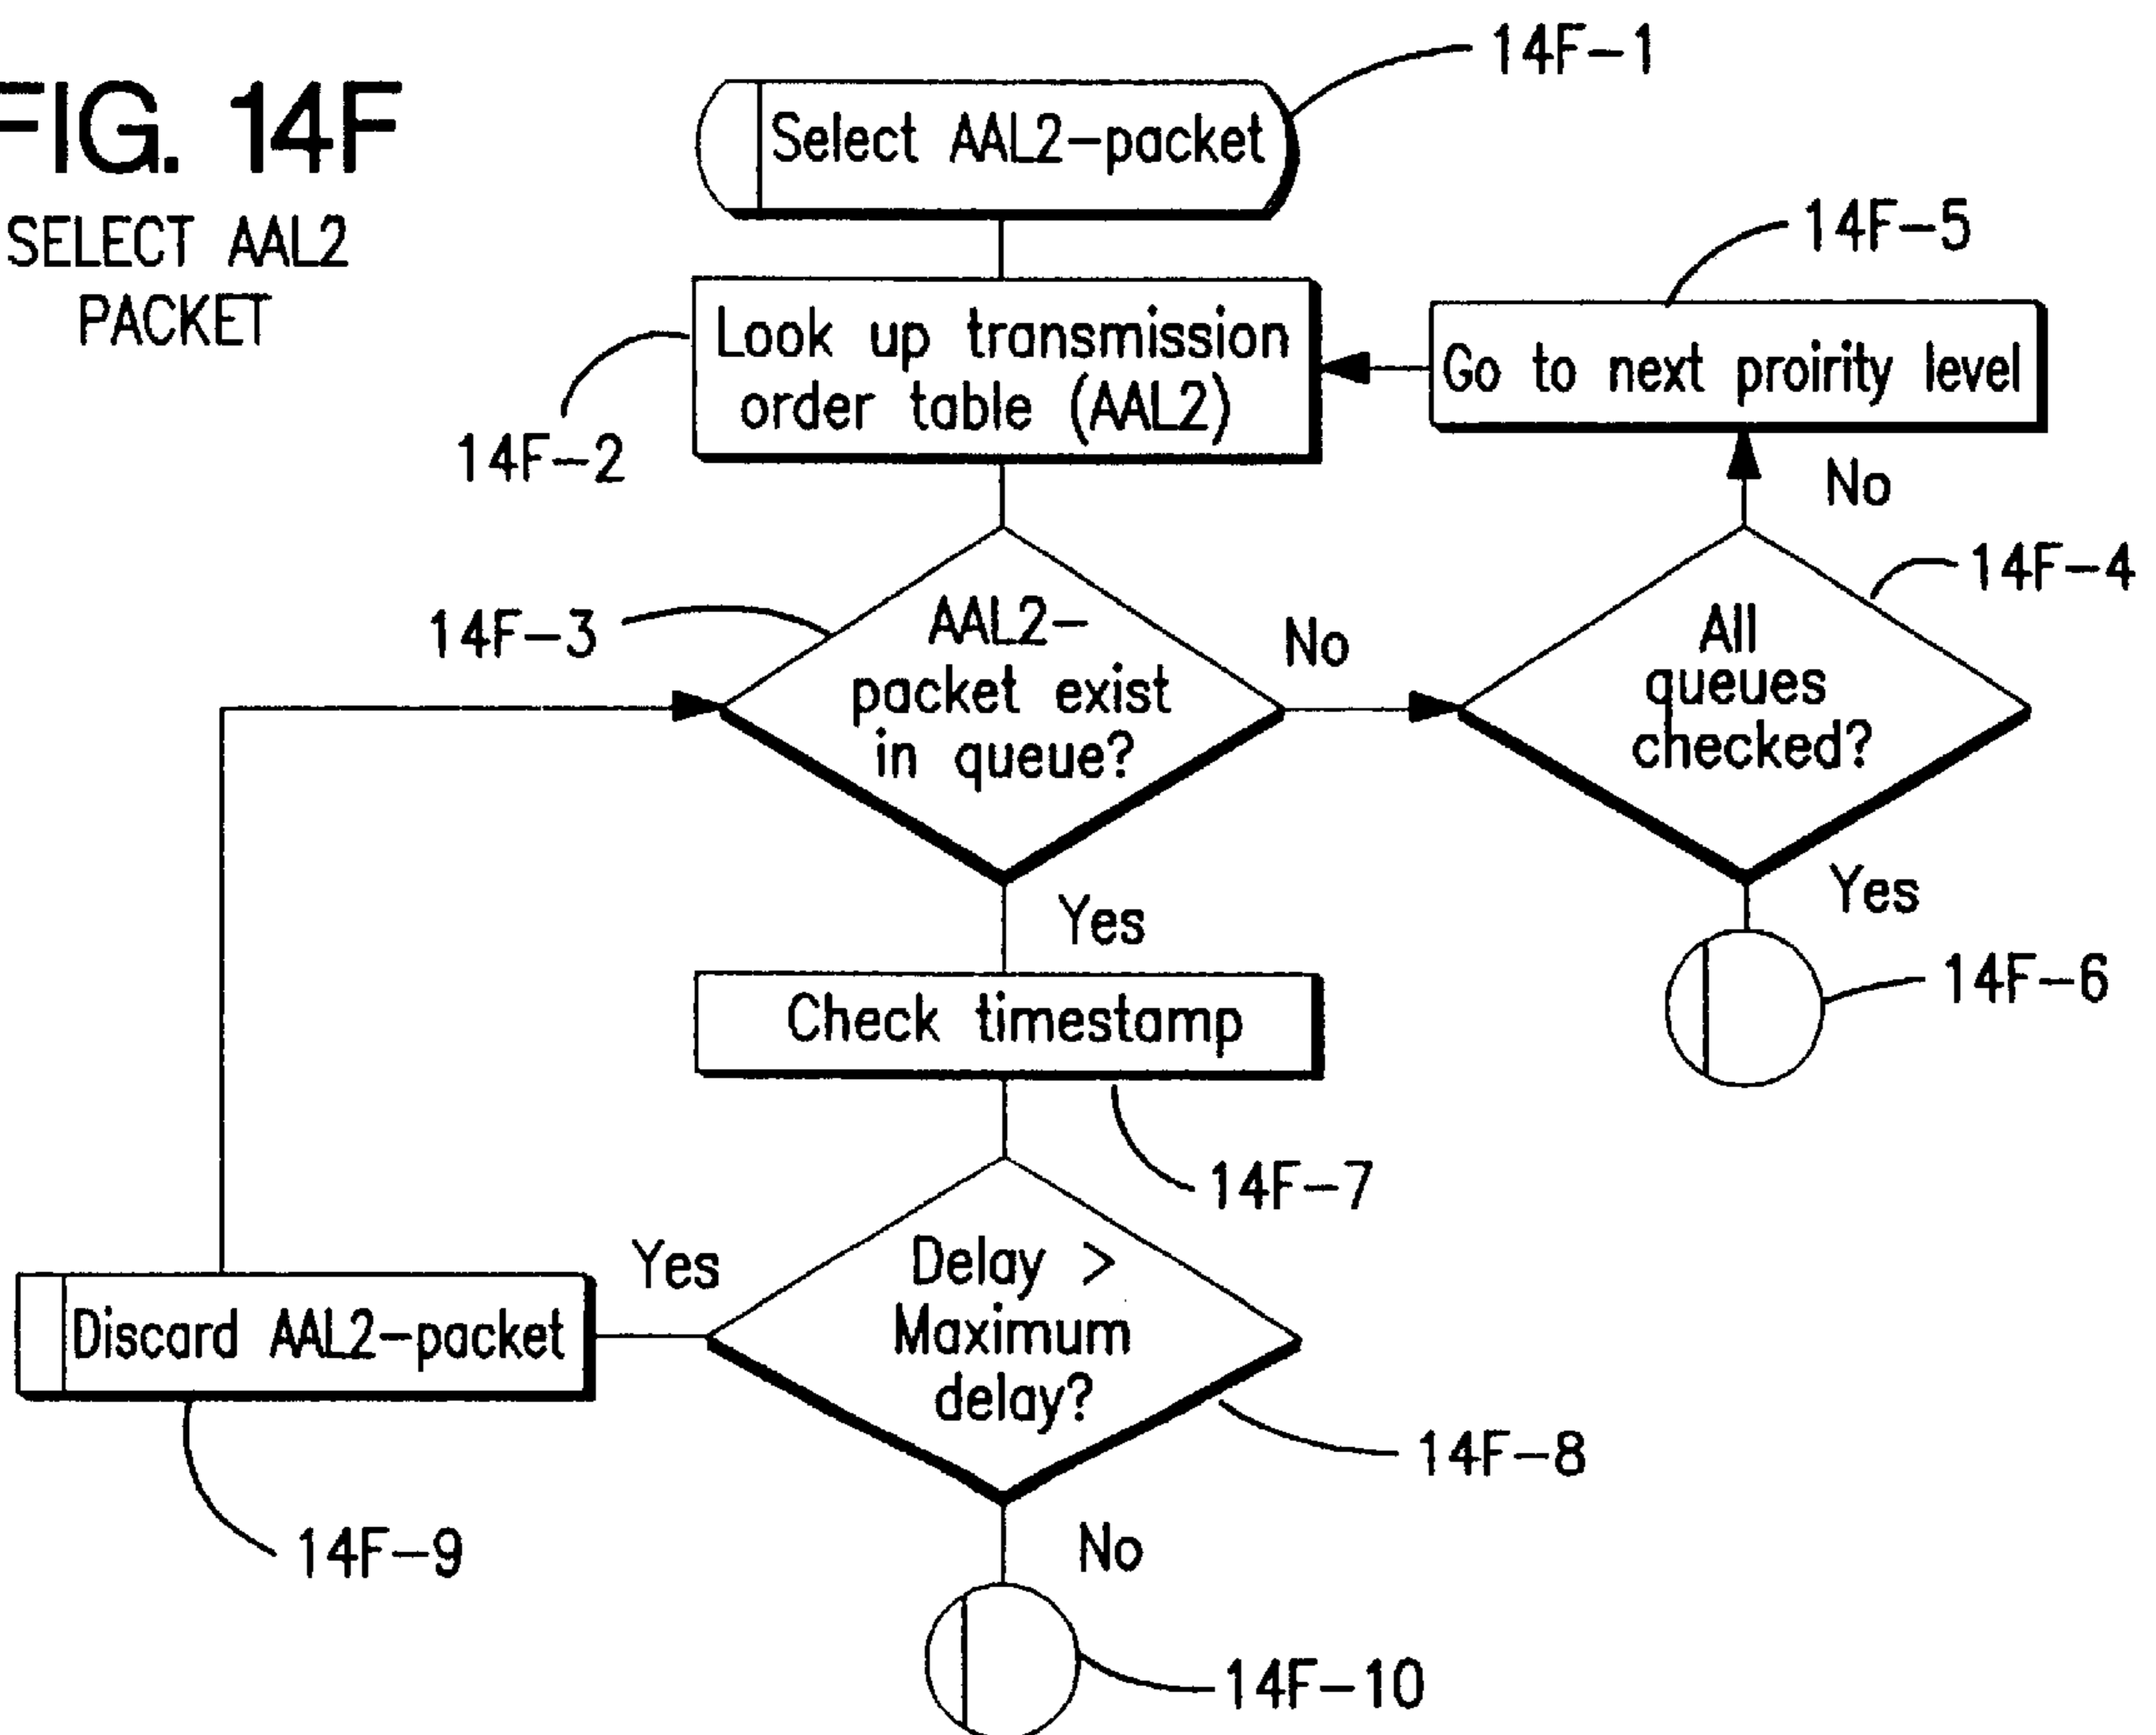 FIG. 14F
SELECT AAL2
PACKET
Select AAL2-packet
14F-1
Look up transmission
order table (AAL2)
14F-2
Go to next proirity level
14F-5
No
AAL2-
packet exist
in queue?
14F-3
No
All
queues
checked?
14F-4
Yes
Yes
14F-6
Check timestamp
14F-7
Delay >
Maximum
delay?
14F-8
Yes
Discard AAL2-packet
14F-9
No
14F-10